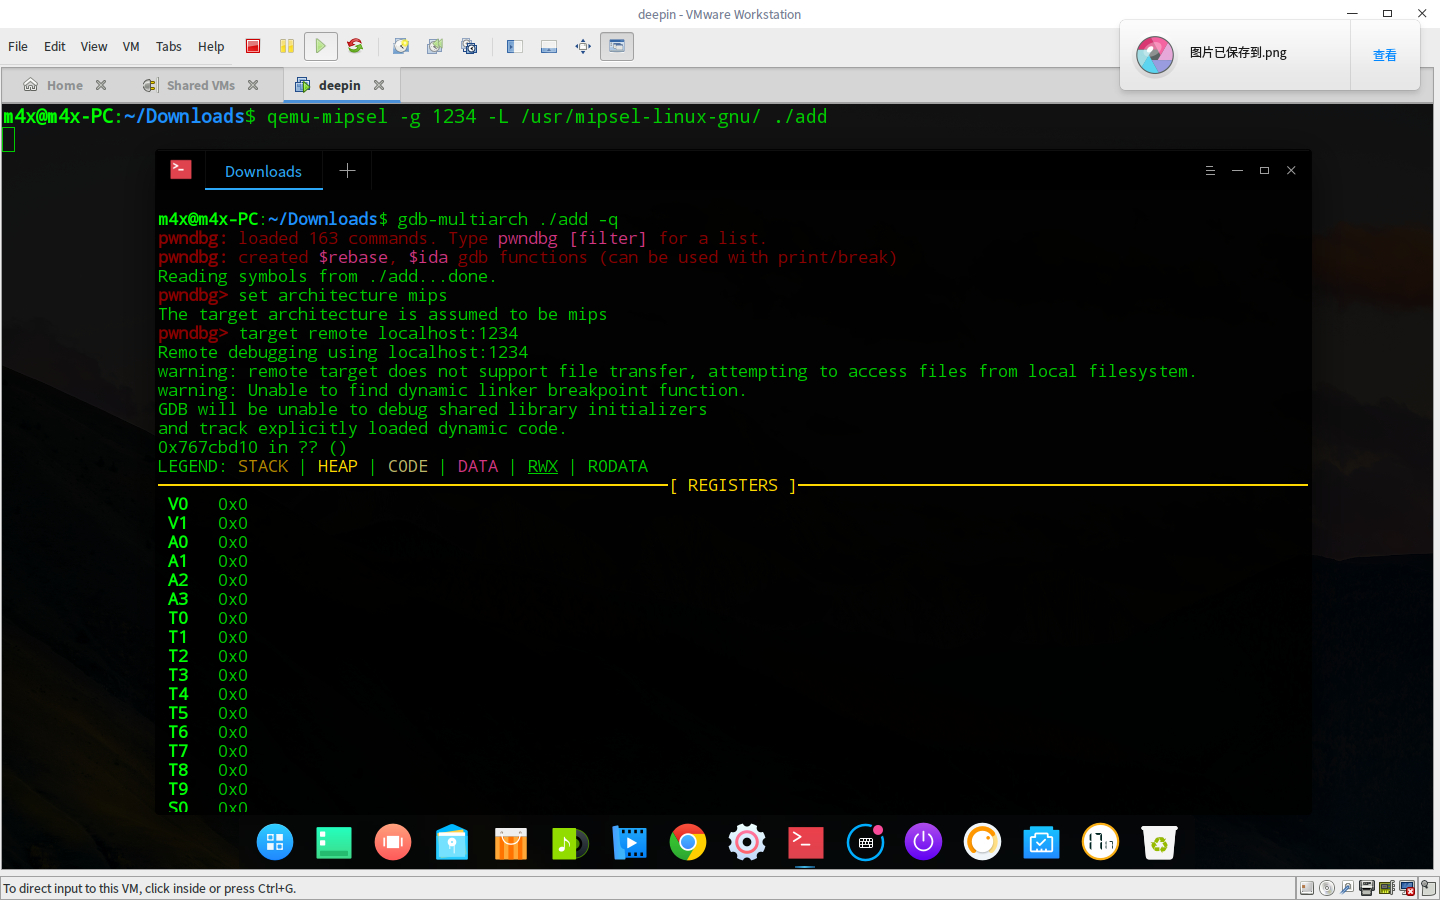 deepin - VMware Workstation
File Edit View VM Tabs Help
图片已保存到.png
查看
Home
Shared VMs
deepin
m4x@m4x-PC:~/Downloads$ qemu-mipsel -g 1234 -L /usr/mipsel-linux-gnu/ ./add
Downloads
m4x@m4x-PC:~/Downloads$ gdb-multiarch ./add -q
pwndbg: loaded 163 commands. Type pwndbg [filter] for a list.
pwndbg: created $rebase, $ida gdb functions (can be used with print/break)
Reading symbols from ./add...done.
pwndbg> set architecture mips
The target architecture is assumed to be mips
pwndbg> target remote localhost:1234
Remote debugging using localhost:1234
warning: remote target does not support file transfer, attempting to access files from local filesystem.
warning: Unable to find dynamic linker breakpoint function.
GDB will be unable to debug shared library initializers
and track explicitly loaded dynamic code.
0x767cbd10 in ?? ()
LEGEND: STACK | HEAP | CODE | DATA | RWX | RODATA
[ REGISTERS ]
V0 0x0
V1 0x0
A0 0x0
A1 0x0
A2 0x0
A3 0x0
T0 0x0
T1 0x0
T2 0x0
T3 0x0
T4 0x0
T5 0x0
T6 0x0
T7 0x0
T8 0x0
T9 0x0
S0 0x0
To direct input to this VM, click inside or press Ctrl+G.